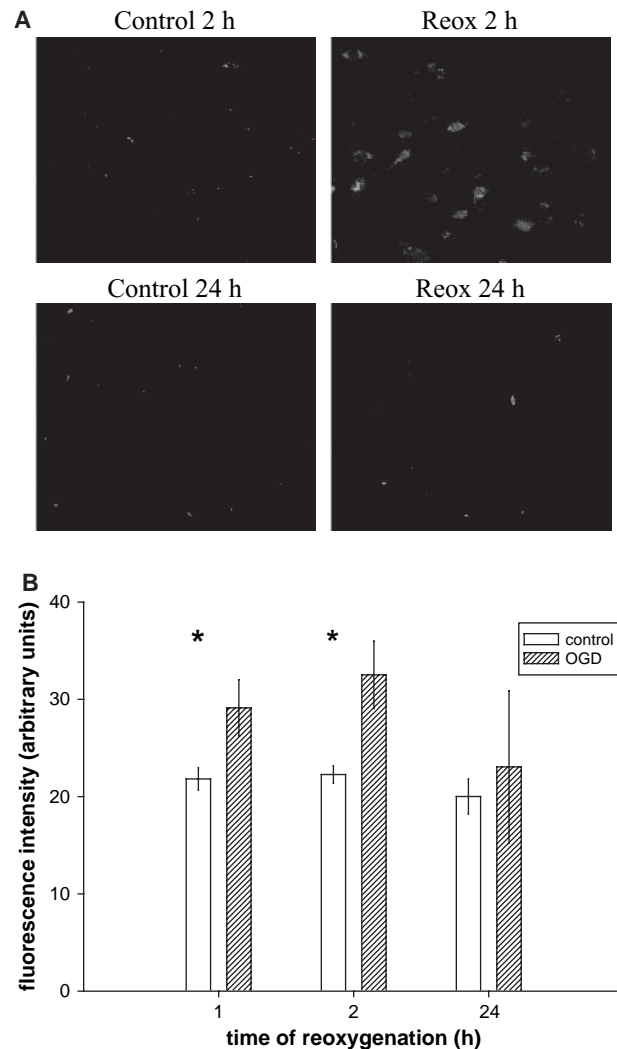 A
Control 2 h
Reox 2 h
Control 24 h
Reox 24 h
B
fluorescence intensity (arbitrary units)
40
30
20
10
0
*
*
control
OGD
1
2
24
time of reoxygenation (h)